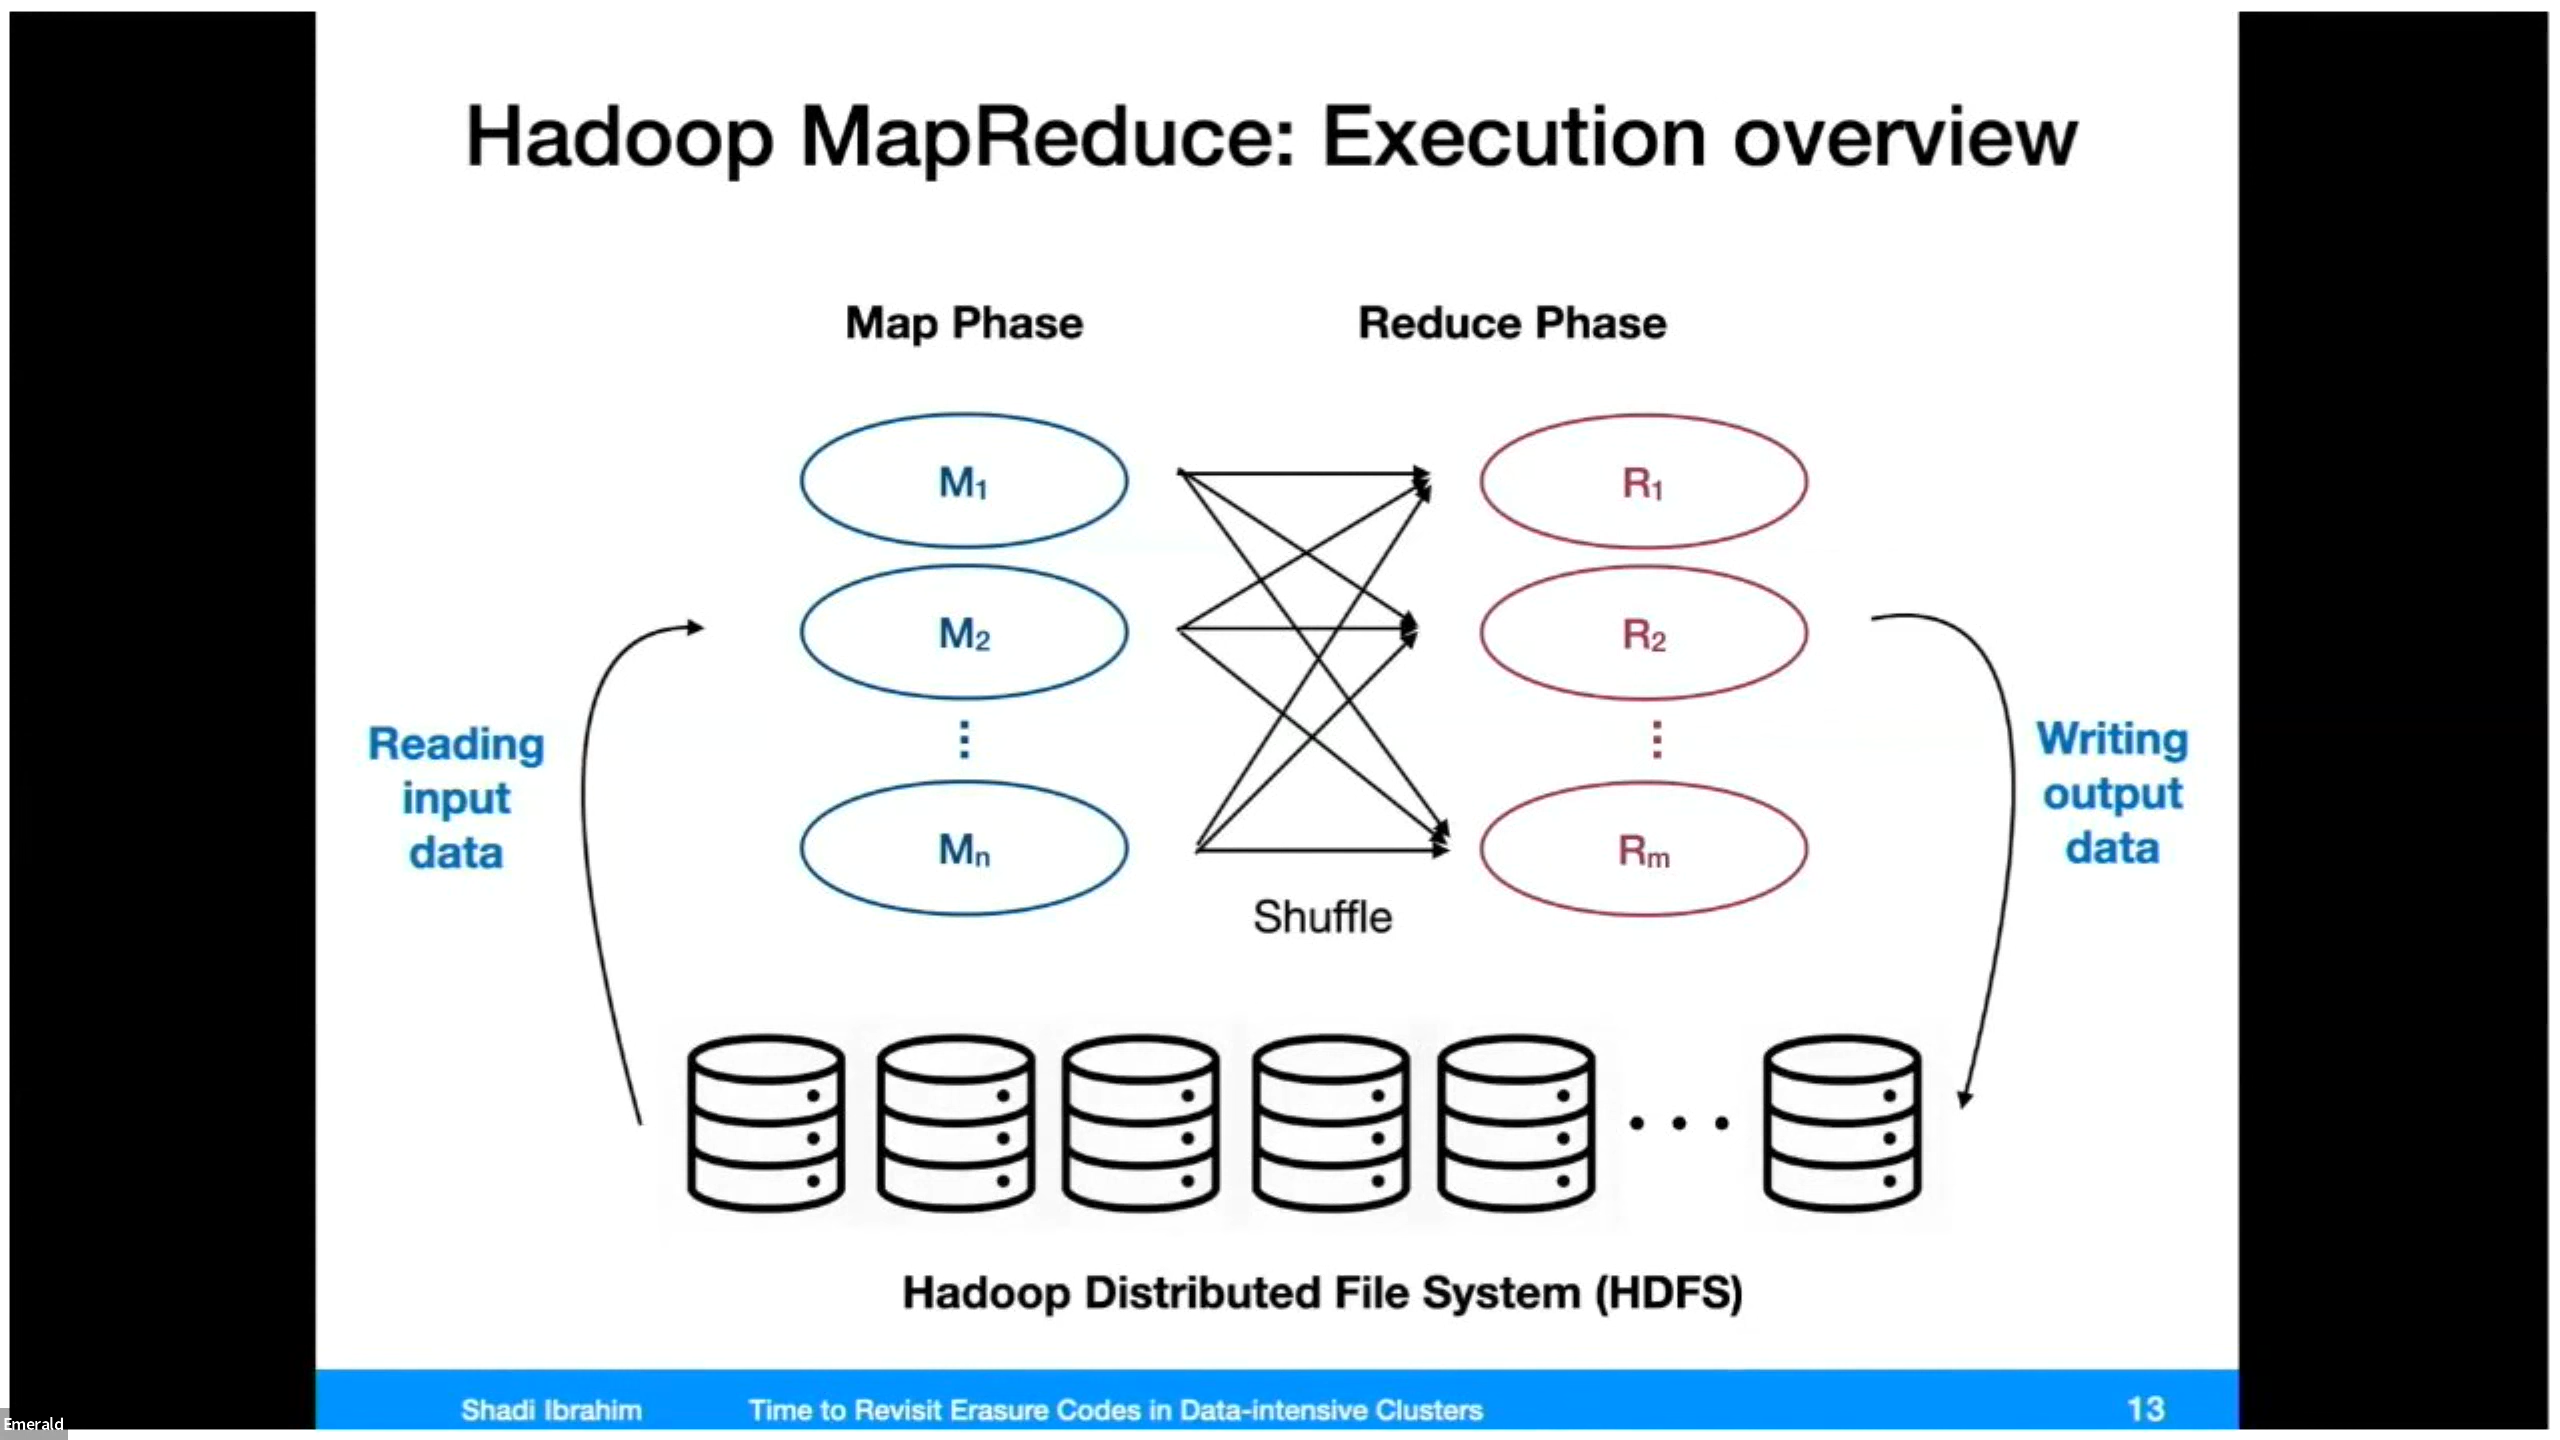 Hadoop MapReduce: Execution overview
Map Phase
Reduce Phase
M1
R1
M2
R2
Reading
input
data
Writing
output
data
Mn
Rm
Shuffle
Hadoop Distributed File System (HDFS)
Shadi Ibrahim
Time to Revisit Erasure Codes in Data-intensive Clusters
13
Emerald